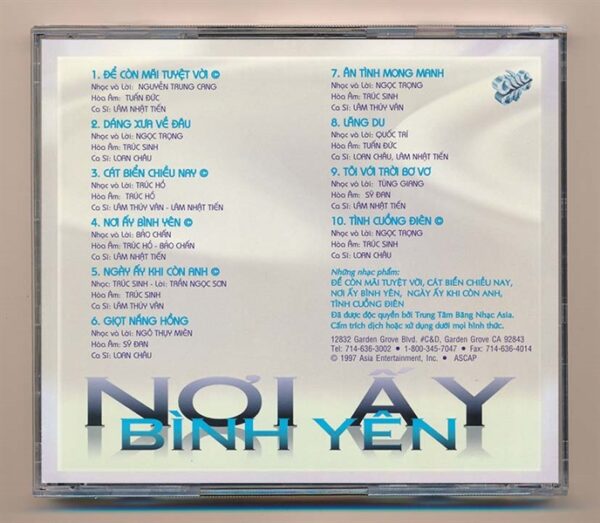 1. ĐỂ CÒN MÃI TUYỆT VỜI ©
Nhạc và Lời: NGUYỄN TRUNG CANG
Hòa Âm: TUẤN ĐỨC
Ca Sĩ: LÂM NHẬT TIẾN
2. DÁNG XƯA VỀ ĐÂU
Nhạc và Lời: NGỌC TRỌNG
Hòa Âm: TRÚC SINH
Ca Sĩ: LOAN CHÂU
3. CÁT BIỂN CHIỀU NAY ©
Nhạc và Lời: TRÚC HỒ
Hòa Âm: TRÚC HỒ
Ca Sĩ: LÂM THÚY VÂN - LÂM NHẬT TIẾN
4. NƠI ẤY BÌNH YÊN ©
Nhạc và Lời: BẢO CHẤN
Hòa Âm: TRÚC HỒ - BẢO CHẤN
Ca Sĩ: LÂM NHẬT TIẾN
5. NGÀY ẤY KHI CÒN ANH ©
Nhạc: TRÚC SINH - Lời: TRẦN NGỌC SƠN
Hòa Âm: TRÚC SINH
Ca Sĩ: LÂM THÚY VÂN
6. GIỌT NẮNG HỒNG
Nhạc và Lời: NGÔ THỤY MIÊN
Hòa Âm: SỸ ĐAN
Ca Sĩ: LOAN CHÂU
7. ÂN TÌNH MONG MANH
Nhạc và Lời: NGỌC TRỌNG
Hòa Âm: TRÚC SINH
Ca Sĩ: LÂM THÚY VÂN
8. LÃNG DU
Nhạc và Lời: QUỐC TRÍ
Hòa Âm: TUẤN ĐỨC
Ca Sĩ: LOAN CHÂU, LÂM NHẬT TIẾN
9. TÔI VỚI TRỜI BƠ VƠ
Nhạc và Lời: TÙNG GIANG
Hòa Âm: SỸ ĐAN
Ca Sĩ: LÂM NHẬT TIẾN
10. TÌNH CUỒNG ĐIÊN ©
Nhạc và Lời: NGỌC TRỌNG
Hòa Âm: TRÚC SINH
Ca Sĩ: LOAN CHÂU
Những nhạc phẩm:
ĐỂ CÒN MÃI TUYỆT VỜI, CÁT BIỂN CHIỀU NAY,
NƠI ẤY BÌNH YÊN, NGÀY ẤY KHI CÒN ANH,
TÌNH CUỒNG ĐIÊN
Đã được độc quyền bởi Trung Tâm Băng Nhạc Asia.
Cấm trích dịch hoặc sử dụng dưới mọi hình thức.
12832 Garden Grove Blvd. #C&D, Garden Grove CA 92843
Tel: 714-636-3002 • 1-800-345-7047 • Fax: 714-636-4014
© 1997 Asia Entertainment, Inc. • ASCAP
NƠI ẤY
BÌNH YÊN